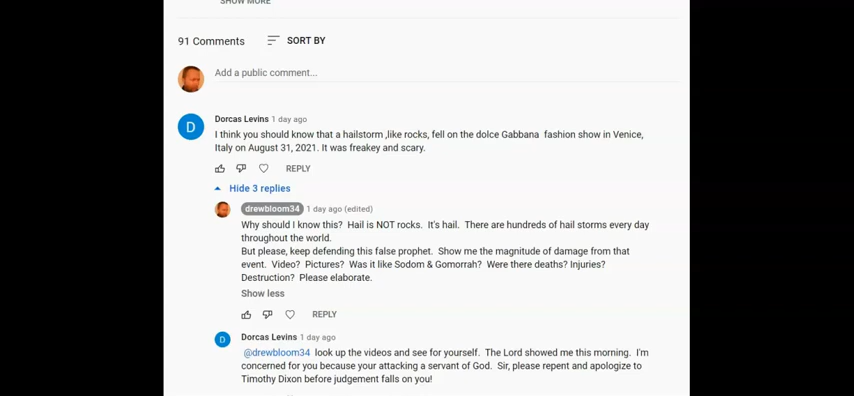 SHOW MORE
91 Comments
SORT BY
Add a public comment...
Dorcas Levins 1 day ago
I think you should know that a hailstorm ,like rocks, fell on the dolce Gabbana fashion show in Venice,
Italy on August 31, 2021. It was freakey and scary.
REPLY
Hide 3 replies
drewbloom34 1 day ago (edited)
Why should I know this? Hail is NOT rocks. It's hail. There are hundreds of hail storms every day
throughout the world.
But please, keep defending this false prophet. Show me the magnitude of damage from that
event. Video? Pictures? Was it like Sodom & Gomorrah? Were there deaths? Injuries?
Destruction? Please elaborate.
Show less
REPLY
Dorcas Levins 1 day ago
@drewbloom34 look up the videos and see for yourself. The Lord showed me this morning. I'm
concerned for you because your attacking a servant of God. Sir, please repent and apologize to
Timothy Dixon before judgement falls on you!